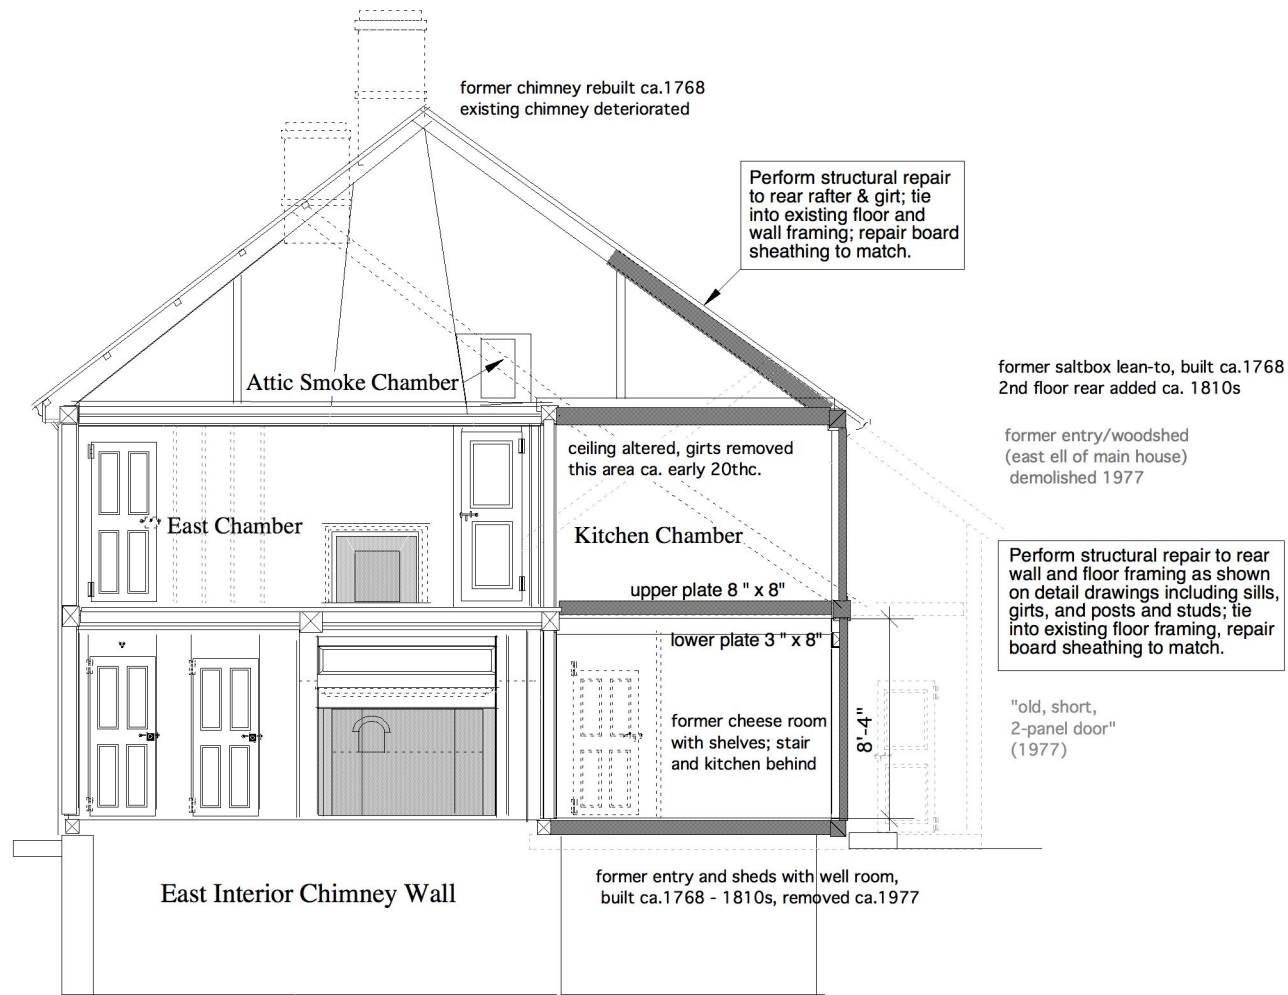 former chimney rebuilt ca.1768
existing chimney deteriorated
Perform structural repair
to rear rafter & girt; tie
into existing floor and
wall framing; repair board
sheathing to match.
Attic Smoke Chamber
former saltbox lean-to, built ca.1768
2nd floor rear added ca. 1810s
former entry/woodshed
(east ell of main house)
demolished 1977
ceiling altered, girts removed
this area ca. early 20thc.
East Chamber
Kitchen Chamber
upper plate 8 " x 8"
Perform structural repair to rear
wall and floor framing as shown
on detail drawings including sills,
girts, and posts and studs; tie
into existing floor framing, repair
board sheathing to match.
lower plate 3 " x 8"
former cheese room
with shelves; stair
and kitchen behind
8'-4"
"old, short,
2-panel door"
(1977)
East Interior Chimney Wall
former entry and sheds with well room,
built ca.1768 - 1810s, removed ca.1977